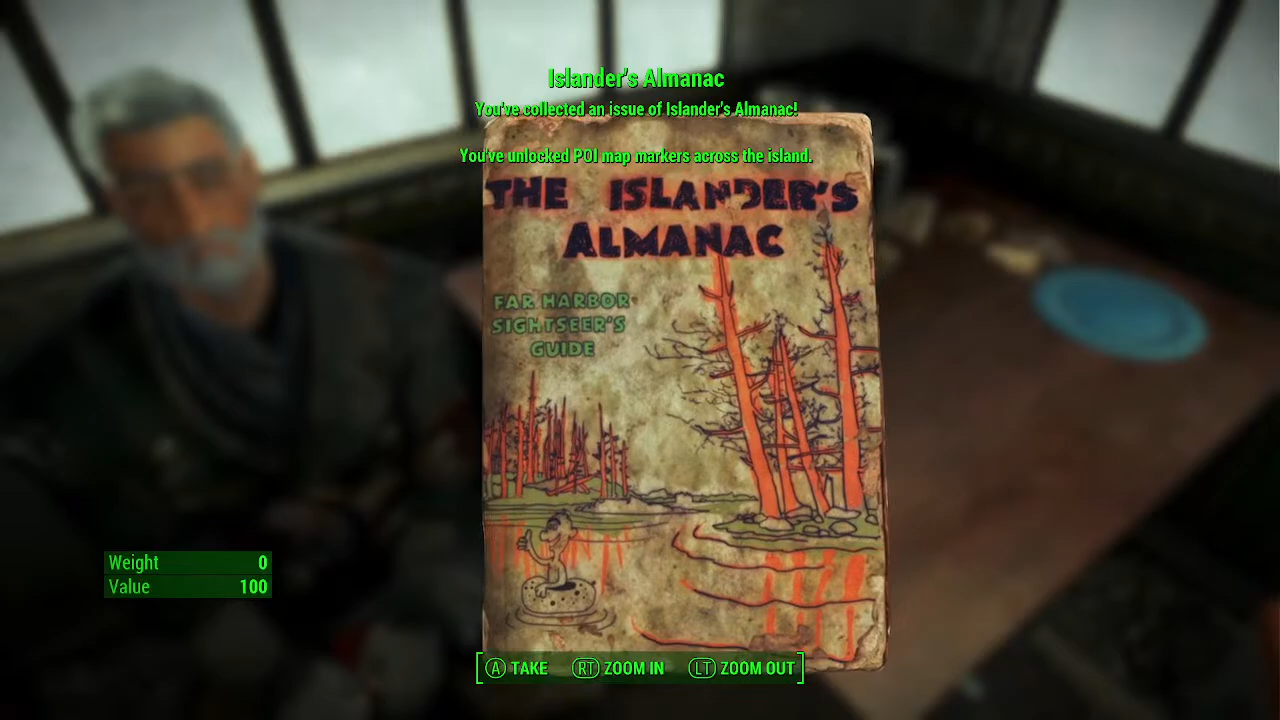 Islander's Almanac
You've collected an issue of Islander's Almanac!
You've unlocked POI map markers across the island.
THE ISLANDER'S
ALMANAC
FAR HARBOR
SIGHTSEER'S
GUIDE
Weight 0
Value 100
A TAKE RT ZOOM IN LT ZOOM OUT